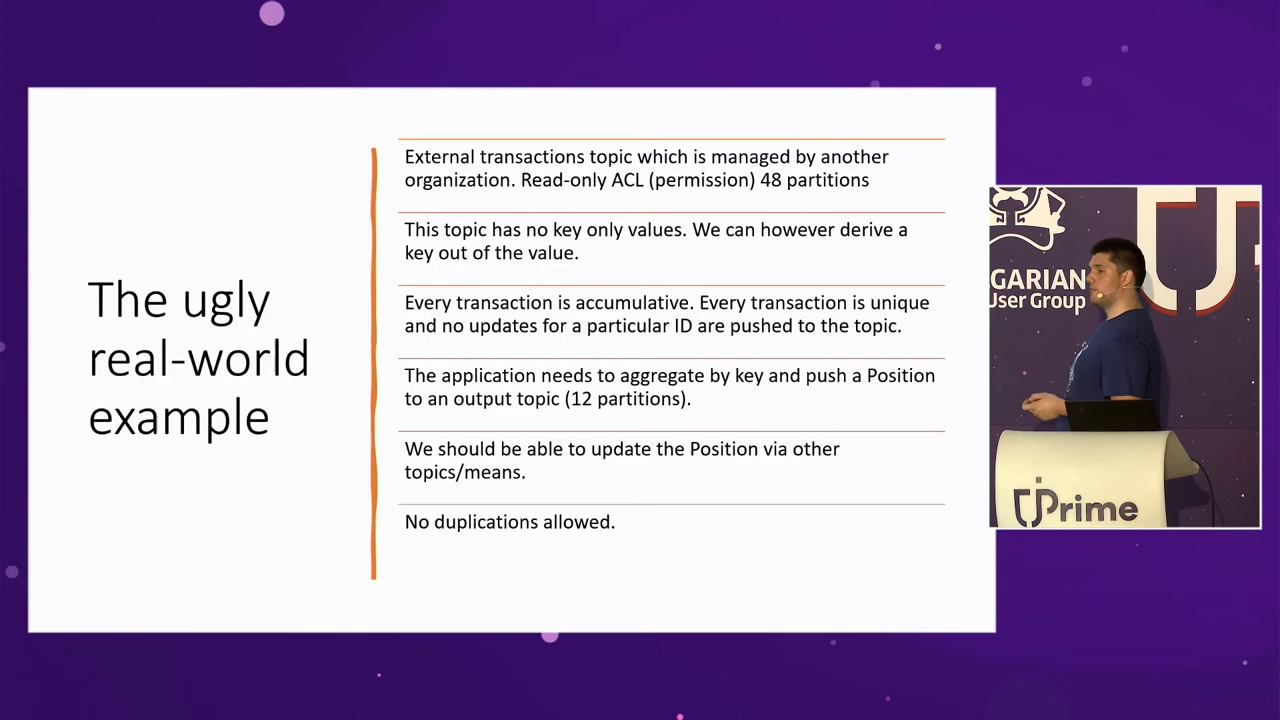 The ugly
real-world
example
External transactions topic which is managed by another
organization. Read-only ACL (permission) 48 partitions
This topic has no key only values. We can however derive a
key out of the value.
Every transaction is accumulative. Every transaction is unique
and no updates for a particular ID are pushed to the topic.
The application needs to aggregate by key and push a Position
to an output topic (12 partitions).
We should be able to update the Position via other
topics/means.
No duplications allowed.
GARIAN
User Group
jPrime